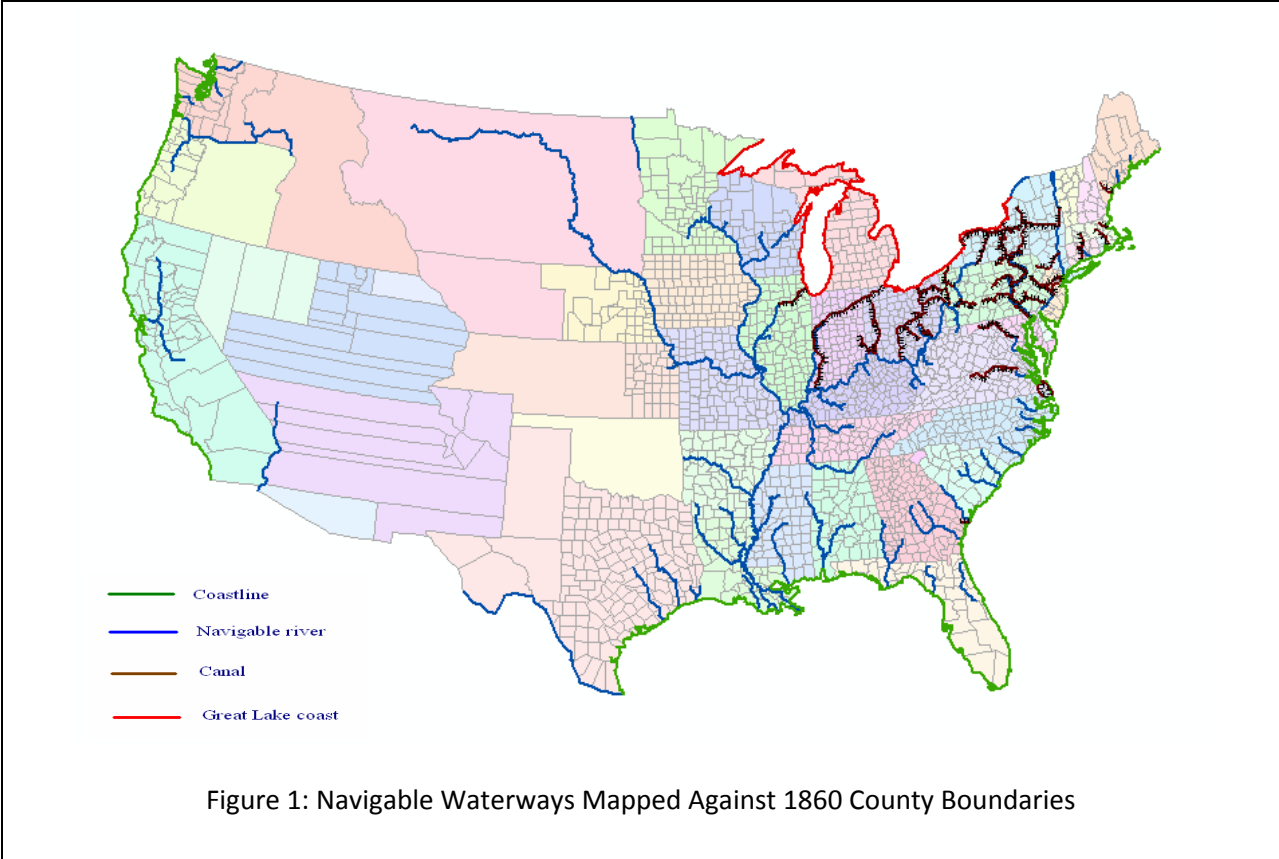 Coastline
Navigable river
Canal
Great Lake coast
Figure 1: Navigable Waterways Mapped Against 1860 County Boundaries